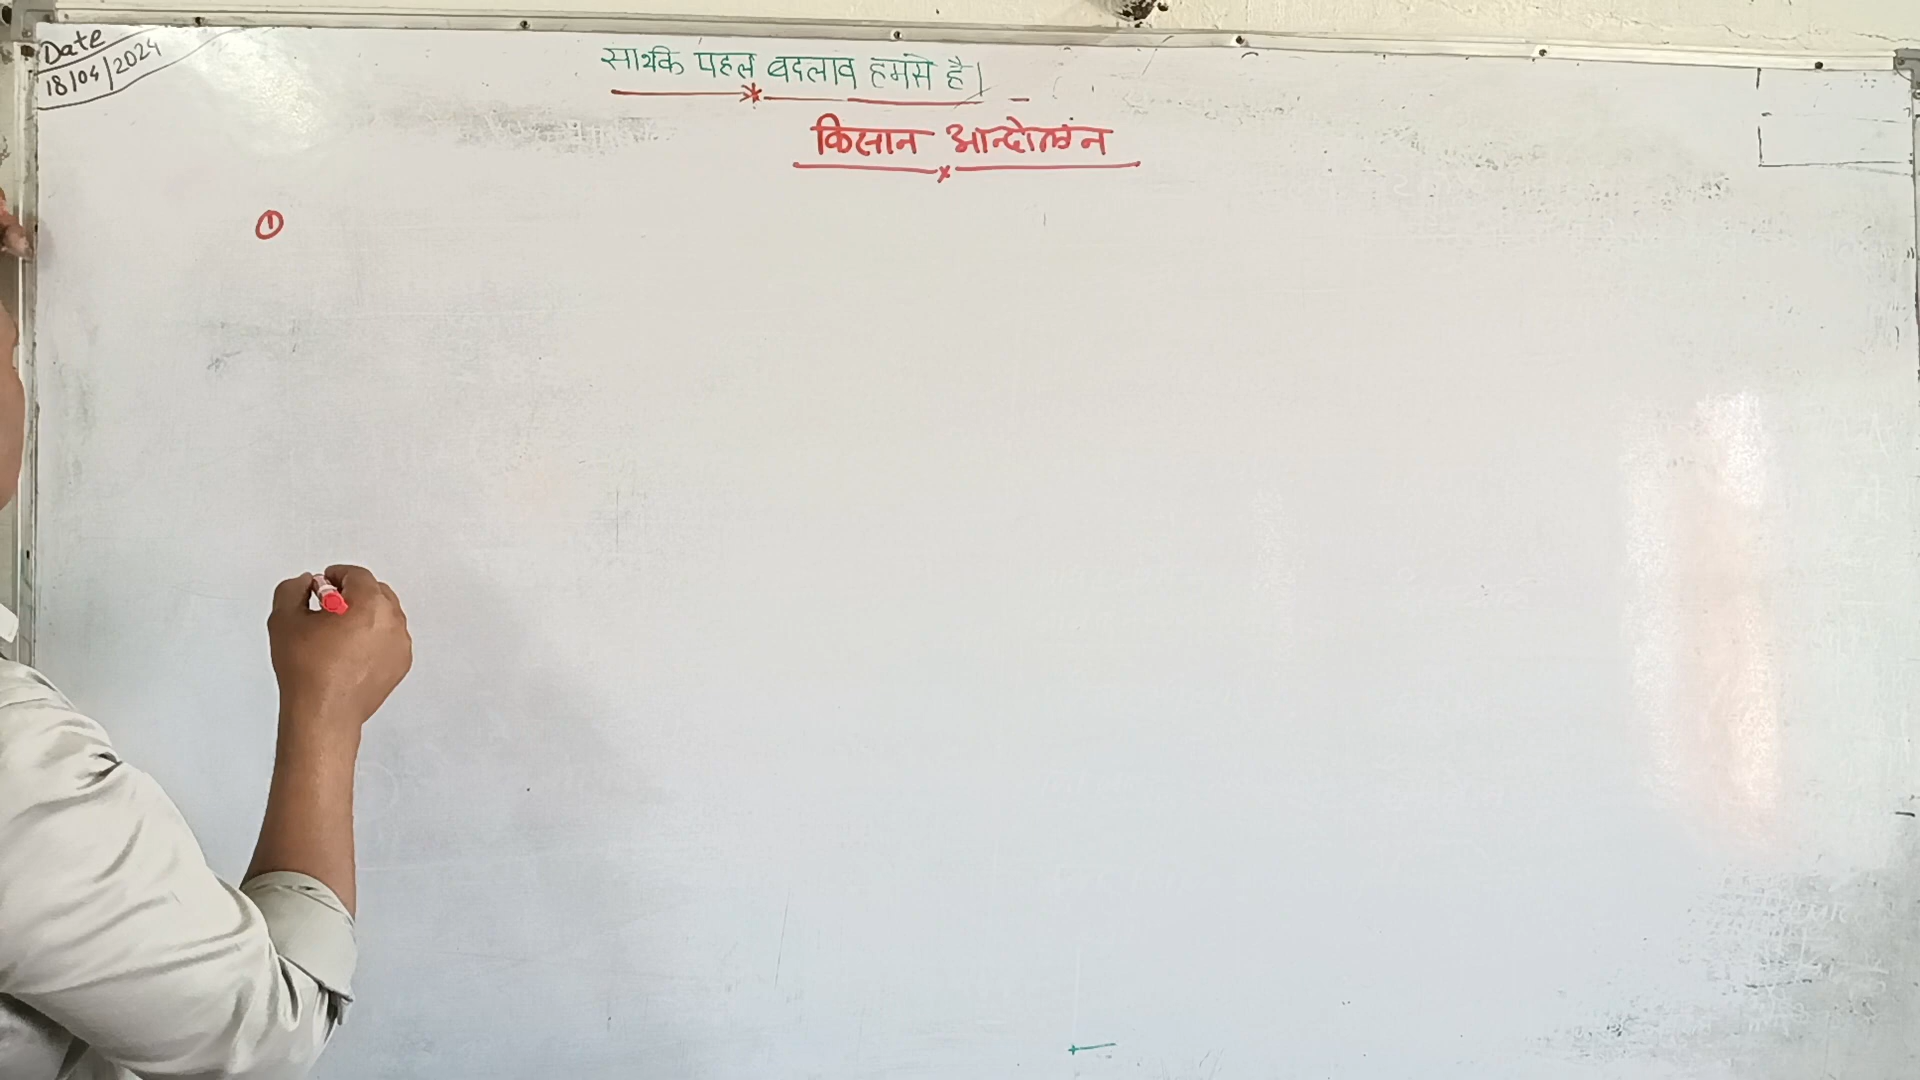 Date
18/04/2024
सार्थक पहल बदलाव हमसे है।
किसान आन्दोलन
①